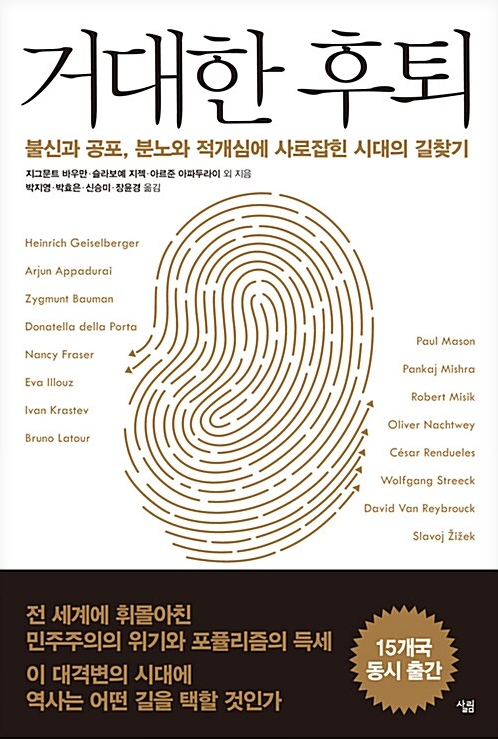 거대한 후퇴
불신과 공포, 분노와 적개심에 사로잡힌 시대의 길찾기
지그문트 바우만·슬라보예 지젝·아르준 아파두라이 외 지음
박지영·박효은·신승미·장윤경 옮김
Heinrich Geiselberger
Arjun Appadurai
Zygmunt Bauman
Donatella della Porta
Nancy Fraser
Eva Illouz
Ivan Krastev
Bruno Latour
Paul Mason
Pankaj Mishra
Robert Misik
Oliver Nachtwey
César Rendueles
Wolfgang Streeck
David Van Reybrouck
Slavoj Žižek
전 세계에 휘몰아친
민주주의의 위기와 포퓰리즘의 득세
이 대격변의 시대에
역사는 어떤 길을 택할 것인가
15개국
동시 출간
살림